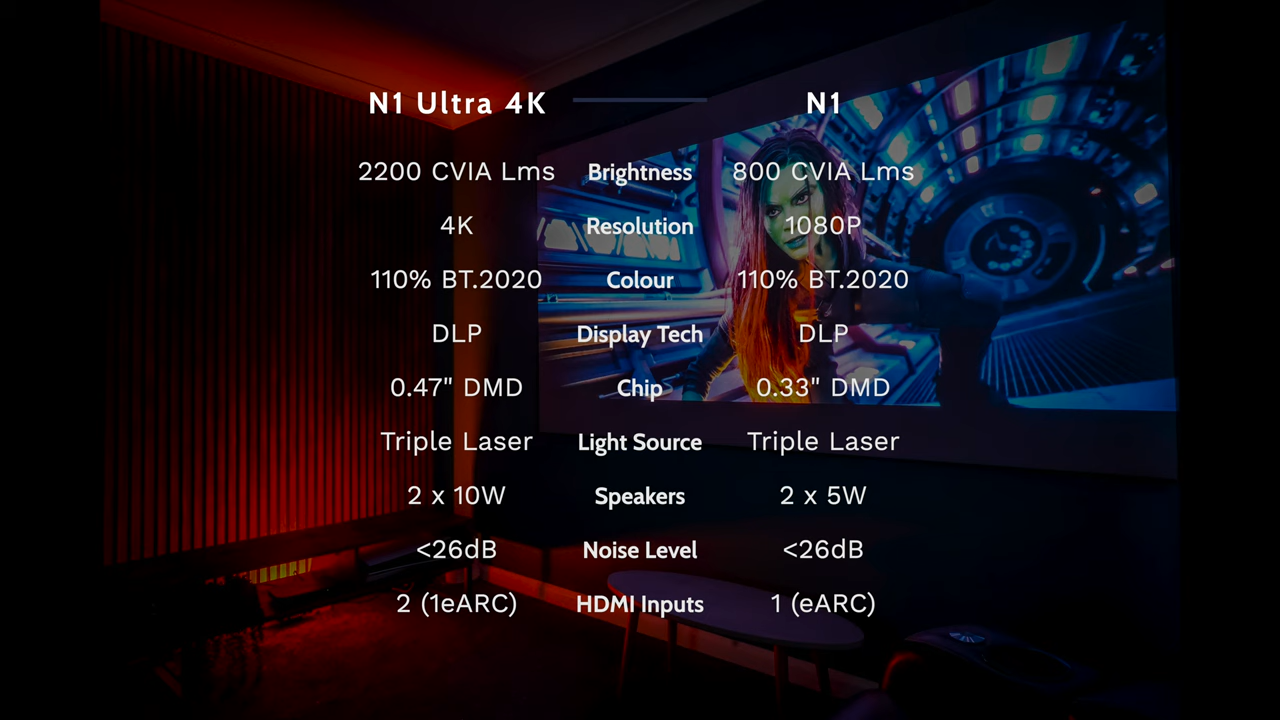 N1 Ultra 4K N1
2200 CVIA Lms Brightness 800 CVIA Lms
4K Resolution 1080P
110% BT.2020 Colour 110% BT.2020
DLP Display Tech DLP
0.47" DMD Chip 0.33" DMD
Triple Laser Light Source Triple Laser
2 x 10W Speakers 2 x 5W
<26dB Noise Level <26dB
2 (1eARC) HDMI Inputs 1 (eARC)